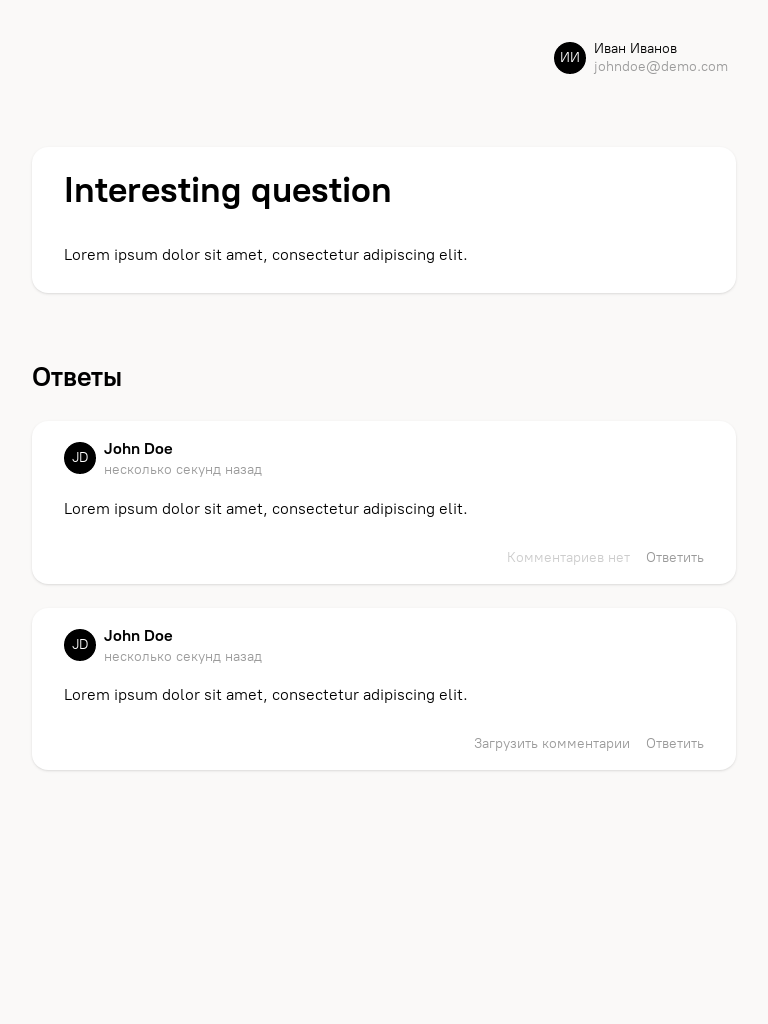 ИИ
Иван Иванов
johndoe@demo.com
Interesting question
Lorem ipsum dolor sit amet, consectetur adipiscing elit.
Ответы
JD
John Doe
несколько секунд назад
Lorem ipsum dolor sit amet, consectetur adipiscing elit.
Комментариев нет Ответить
JD
John Doe
несколько секунд назад
Lorem ipsum dolor sit amet, consectetur adipiscing elit.
Загрузить комментарии Ответить